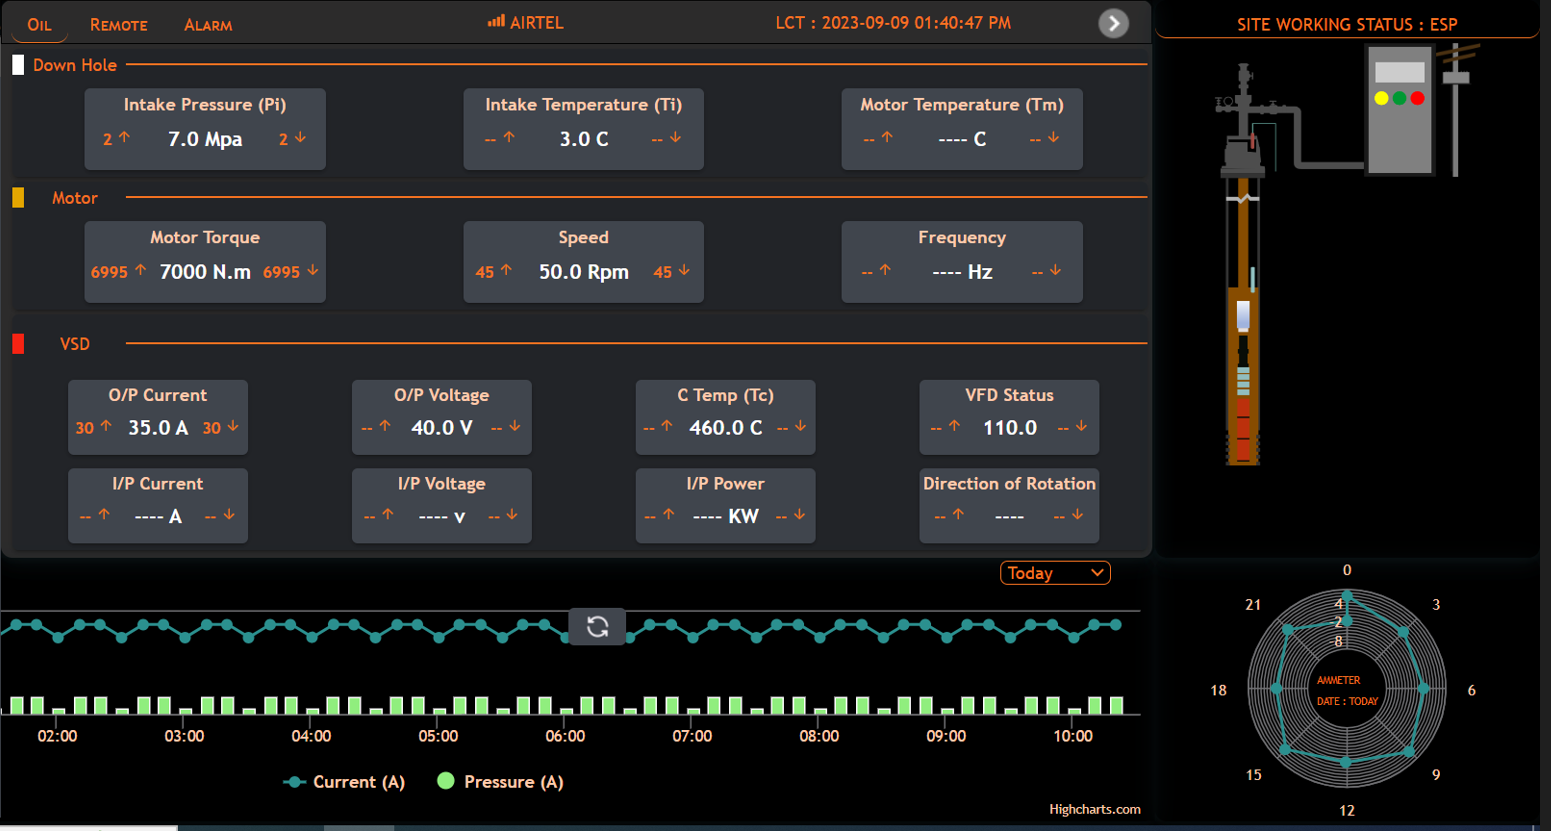 Oil Remote Alarm AIRTEL LCT : 2023-09-09 01:40:47 PM
SITE WORKING STATUS : ESP
Down Hole
Intake Pressure (Pi) Intake Temperature (Ti) Motor Temperature (Tm)
2 ↑ 7.0 Mpa 2 ↓ -- ↑ 3.0 C -- ↓ -- ↑ ---- C -- ↓
Motor
Motor Torque Speed Frequency
6995 ↑ 7000 N.m 6995 ↓ 45 ↑ 50.0 Rpm 45 ↓ -- ↑ ---- Hz -- ↓
VSD
O/P Current O/P Voltage C Temp (Tc) VFD Status
30 ↑ 35.0 A 30 ↓ -- ↑ 40.0 V -- ↓ -- ↑ 460.0 C -- ↓ -- ↑ 110.0 -- ↓
I/P Current I/P Voltage I/P Power Direction of Rotation
-- ↑ ---- A -- ↓ -- ↑ ---- v -- ↓ -- ↑ ---- KW -- ↓ -- ↑ ---- -- ↓
Today
02:00 03:00 04:00 05:00 06:00 07:00 08:00 09:00 10:00
Current (A) Pressure (A)
Highcharts.com
0
21 4 3
-2
8
AMMETER
18 6
DATE : TODAY
15 9
12